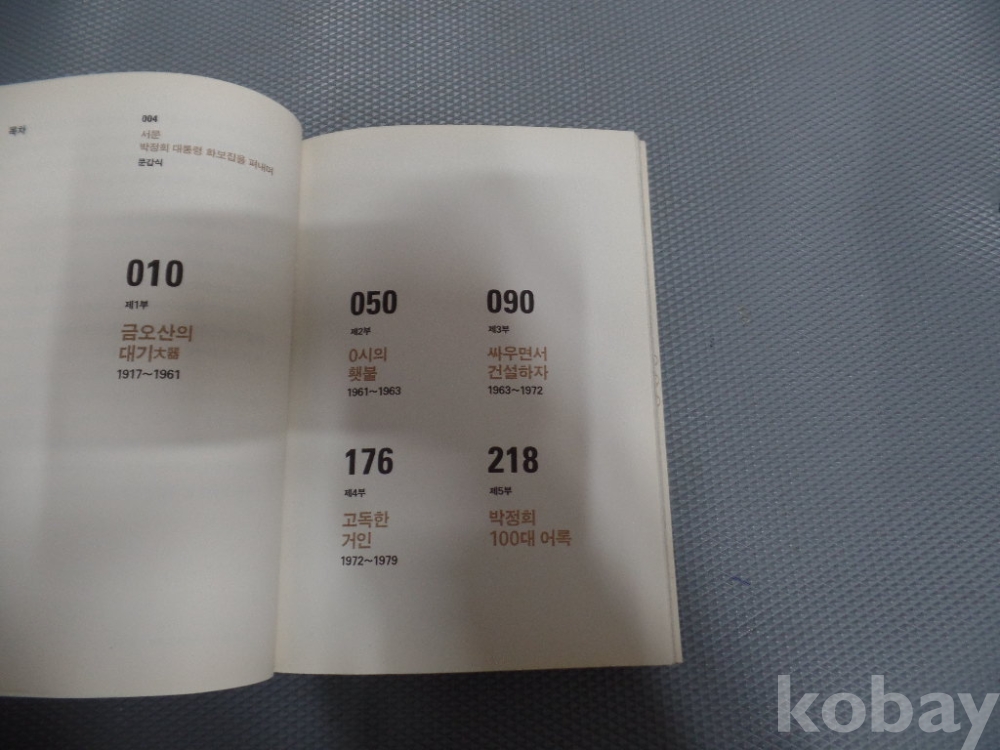 목차
004
서문
박정희 대통령 화보집을 펴내며
문갑식
010
제1부
금오산의
대기大器
1917~1961
050
제2부
0시의
횃불
1961~1963
090
제3부
싸우면서
건설하자
1963~1972
176
제4부
고독한
거인
1972~1979
218
제5부
박정희
100대 어록
kobay